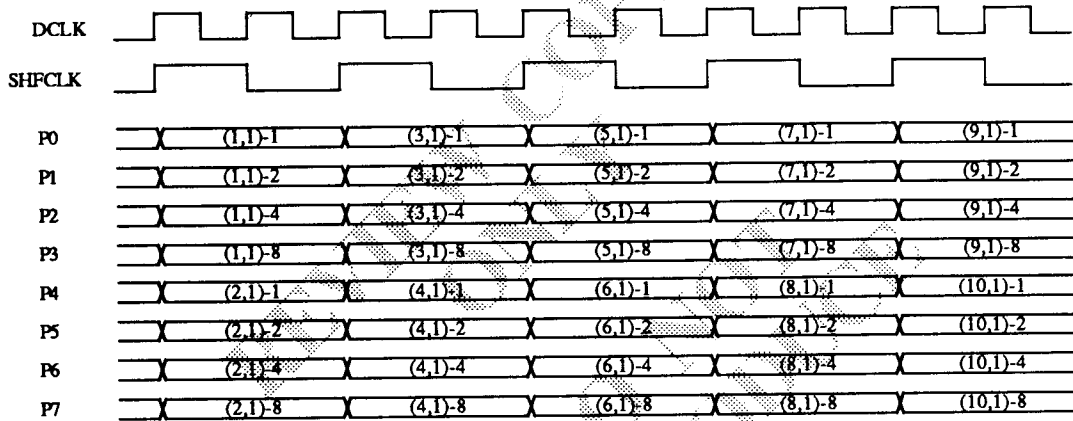 DCLK
SHFCLK
P0 (1,1)-1 (3,1)-1 (5,1)-1 (7,1)-1 (9,1)-1
P1 (1,1)-2 (3,1)-2 (5,1)-2 (7,1)-2 (9,1)-2
P2 (1,1)-4 (3,1)-4 (5,1)-4 (7,1)-4 (9,1)-4
P3 (1,1)-8 (3,1)-8 (5,1)-8 (7,1)-8 (9,1)-8
P4 (2,1)-1 (4,1)-1 (6,1)-1 (8,1)-1 (10,1)-1
P5 (2,1)-2 (4,1)-2 (6,1)-2 (8,1)-2 (10,1)-2
P6 (2,1)-4 (4,1)-4 (6,1)-4 (8,1)-4 (10,1)-4
P7 (2,1)-8 (4,1)-8 (6,1)-8 (8,1)-8 (10,1)-8